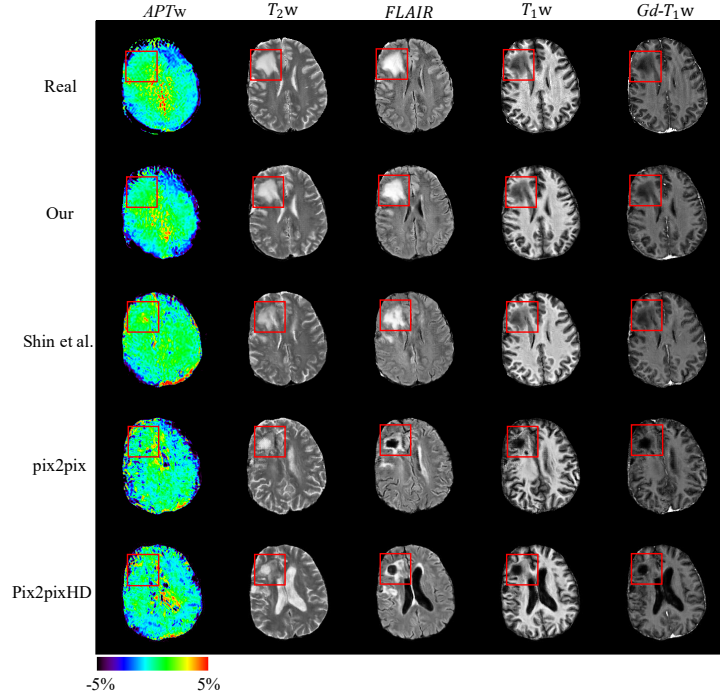 APTw T₂w FLAIR T₁w Gd-T₁w
Real
Our
Shin et al.
pix2pix
Pix2pixHD
-5% 5%